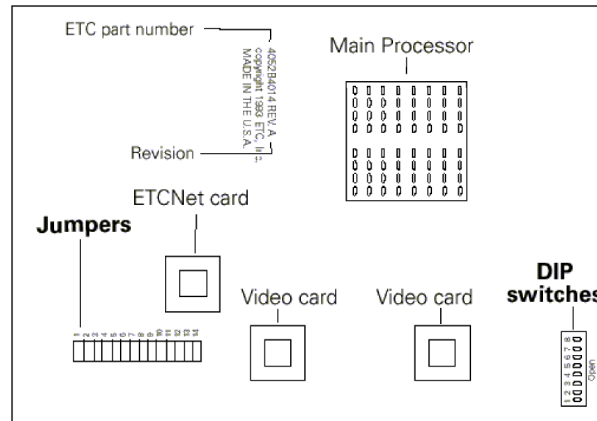 ETC part number
4052B4014 REV. A
copyright 1993 ETC, Inc.
MADE IN THE U.S.A.
Revision
Main Processor
ETCNet card
Jumpers
1 2 3 4 5 6 7 8 9 10 11 12 13 14
Video card
Video card
DIP
switches
1 2 3 4 5 6 7 8
Open